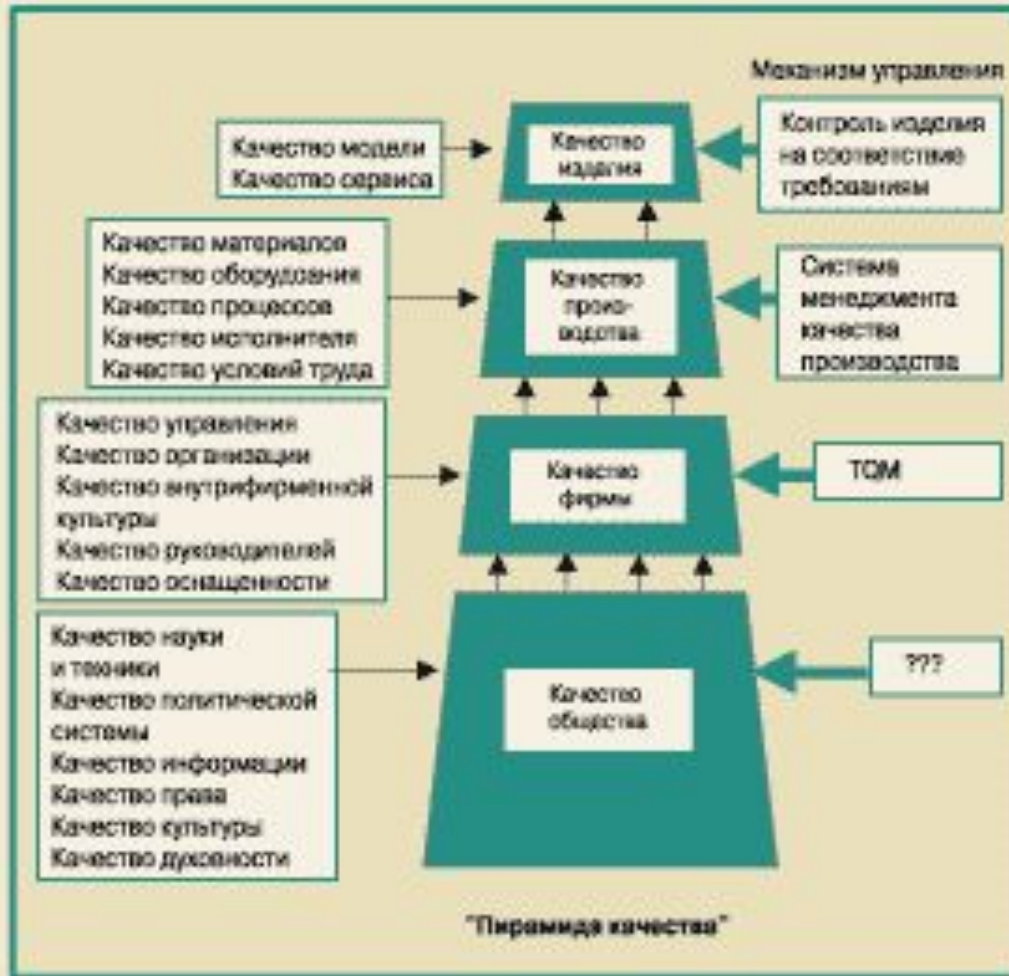 Механизм управления
Качество модели
Качество сервиса
Качество
изделия
Контроль изделия
на соответствие
требованиям
Качество материалов
Качество оборудования
Качество процессов
Качество исполнителя
Качество условий труда
Качество
произ-
водства
Система
менеджмента
качества
производства
Качество управления
Качество организации
Качество внутрифирменной
культуры
Качество руководителей
Качество оснащенности
Качество
фирмы
TQM
Качество науки
и техники
Качество политической
системы
Качество информации
Качество права
Качество культуры
Качество духовности
Качество
общества
???
"Пирамида качества"